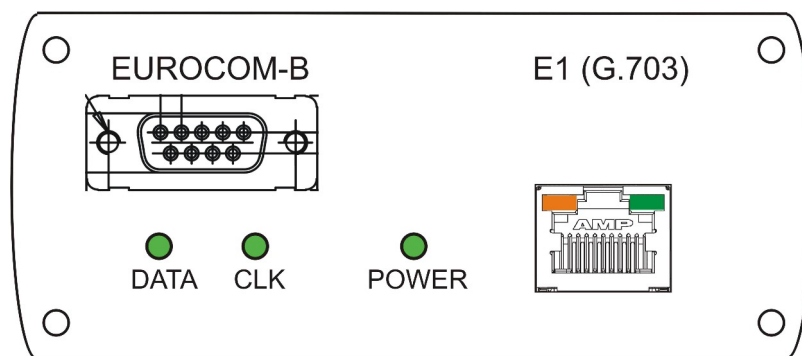 EUROCOM-B
E1 (G.703)
AMP
DATA
CLK
POWER